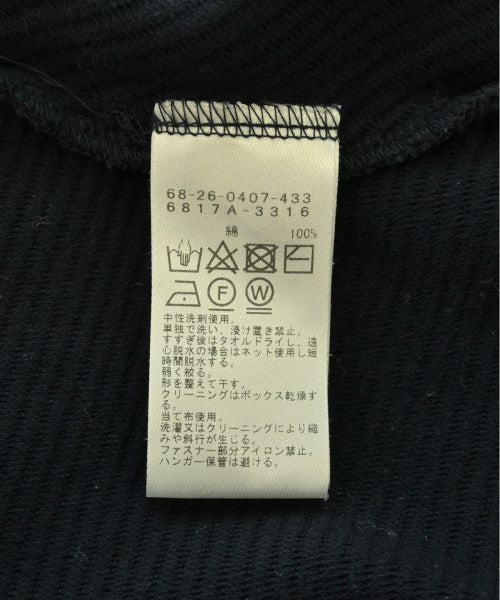 68-26-0407-433
6817A-3316
綿 100%
F W
中性洗剤使用。
単独で洗い、浸け置き禁止。
すすぎ後はタオルドライし、遠
心脱水の場合はネット使用し短
時間脱水する。
弱く絞る。
形を整えて干す。
クリーニングはボックス乾燥す
る。
当て布使用。
洗濯又はクリーニングにより縮
みや斜行が生じる。
ファスナー部分アイロン禁止。
ハンガー保管は避ける。